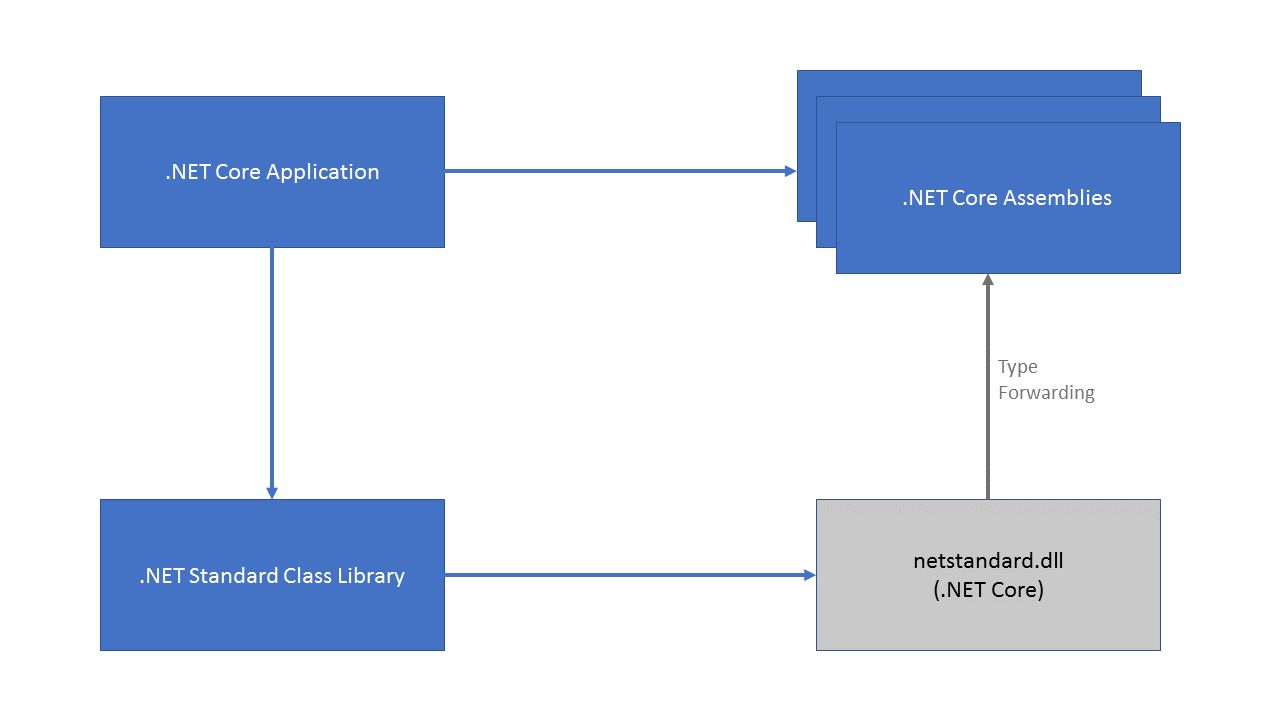 .NET Core Application
.NET Core Assemblies
Type
Forwarding
.NET Standard Class Library
netstandard.dll
(.NET Core)